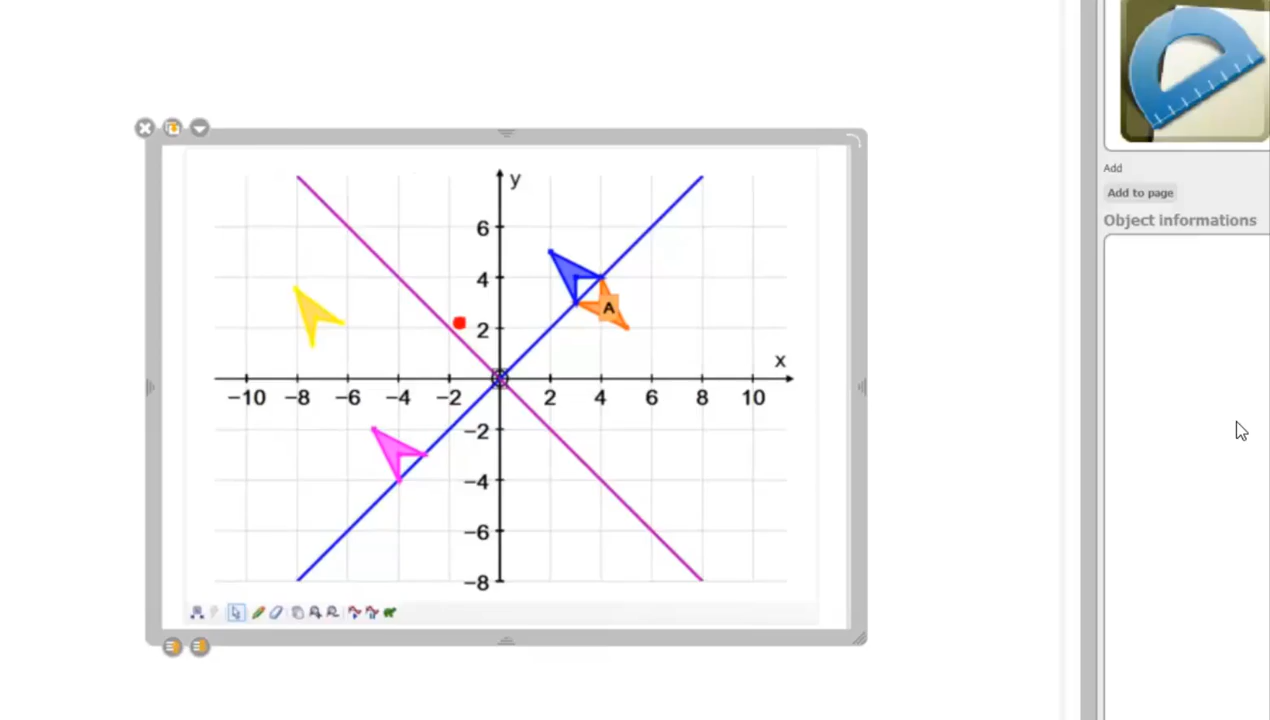 Add
Add to page
Object informations
y
6
4
A
2
x
−10 −8 −6 −4 −2 2 4 6 8 10
−2
−4
−6
−8